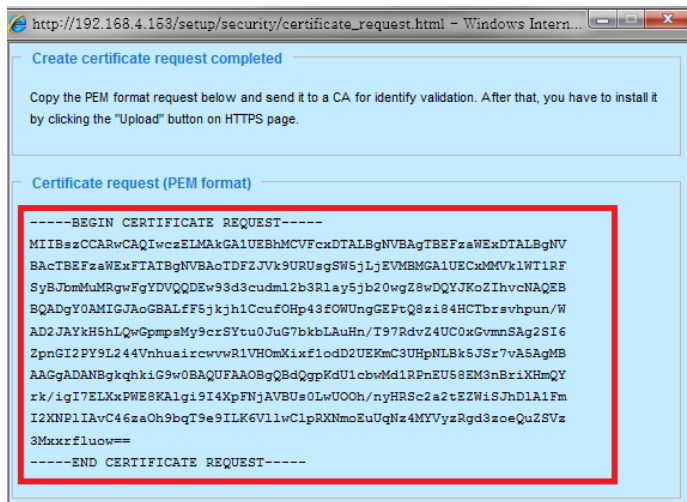 http://192.168.4.153/setup/security/certificate_request.html - Windows Intern...
Create certificate request completed
Copy the PEM format request below and send it to a CA for identify validation. After that, you have to install it
by clicking the "Upload" button on HTTPS page.
Certificate request (PEM format)
-----BEGIN CERTIFICATE REQUEST-----
MIIBszCCARwCAQIwczELMAkGA1UEBhMCVFcxDTALBgNVBAgTBEFzaWExDTALBgNV
BAcTBEFzaWExFTATBgNVBAoTDFZJVk9URUsgSW5jLjEVMBMGA1UECxMMVklWT1RF
SyBJbmMuMRgwFgYDVQQDEw93d3cudml2b3Rlay5jb20wgZ8wDQYJKoZIhvcNAQEB
BQADgY0AMIGJAoGBALfF5jkjh1CcufOHp43fOWUngGEPtQ8zi84HCTbrsvhpun/W
AD2JAYkH5hLQwGpmpsMy9crSYtu0JuG7bkbLAuHn/T97RdvZ4UC0xGvmnSAg2SI6
ZpnGI2PY9L244VnhuaircwvwR1VHOmXixf1odD2UEKmC3UHpNLBk5JSr7vA5AgMB
AAGgADANBgkqhkiG9w0BAQUFAAOBgQBdQgpKdU1cbwMd1RPnEU58EM3nBriXHmQY
rk/igI7ELXxPWE8KAlgi9I4XpFNjAVBUs0LwUOOh/nyHRSc2a2tEZWiSJhDlA1Fm
I2XNPlIAvC46zaOh9bqT9e9ILK6VllwClpRXNmoEuUqNz4MYVyzRgd3zoeQuZSVz
3Mxxrfluow==
-----END CERTIFICATE REQUEST-----